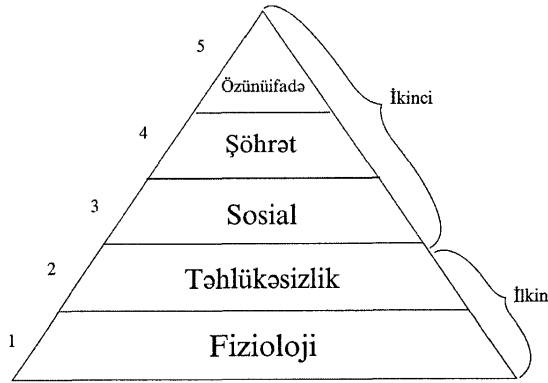 5
Özünüifadə
İkinci
4
Şöhrət
3
Sosial
2
Təhlükəsizlik
İlkin
1
Fizioloji